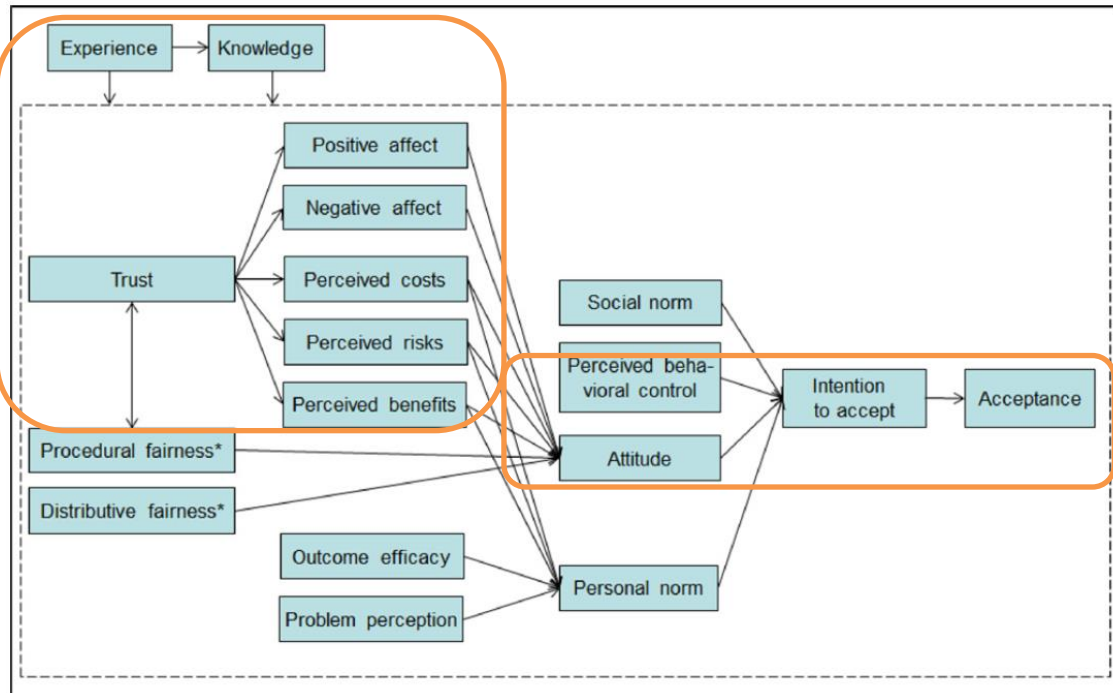 Experience
Knowledge
Positive affect
Negative affect
Trust
Perceived costs
Social norm
Perceived risks
Perceived beha-
vioral control
Intention
to accept
Acceptance
Perceived benefits
Procedural fairness*
Attitude
Distributive fairness*
Outcome efficacy
Personal norm
Problem perception